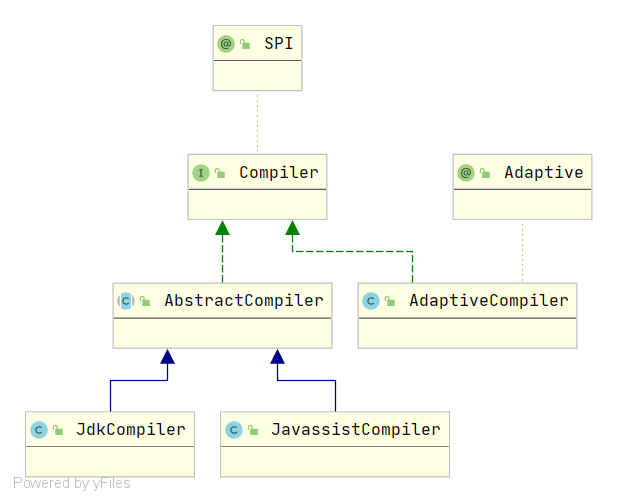 @ SPI
I Compiler
@ Adaptive
C AbstractCompiler
C AdaptiveCompiler
C JdkCompiler
C JavassistCompiler
Powered by yFiles